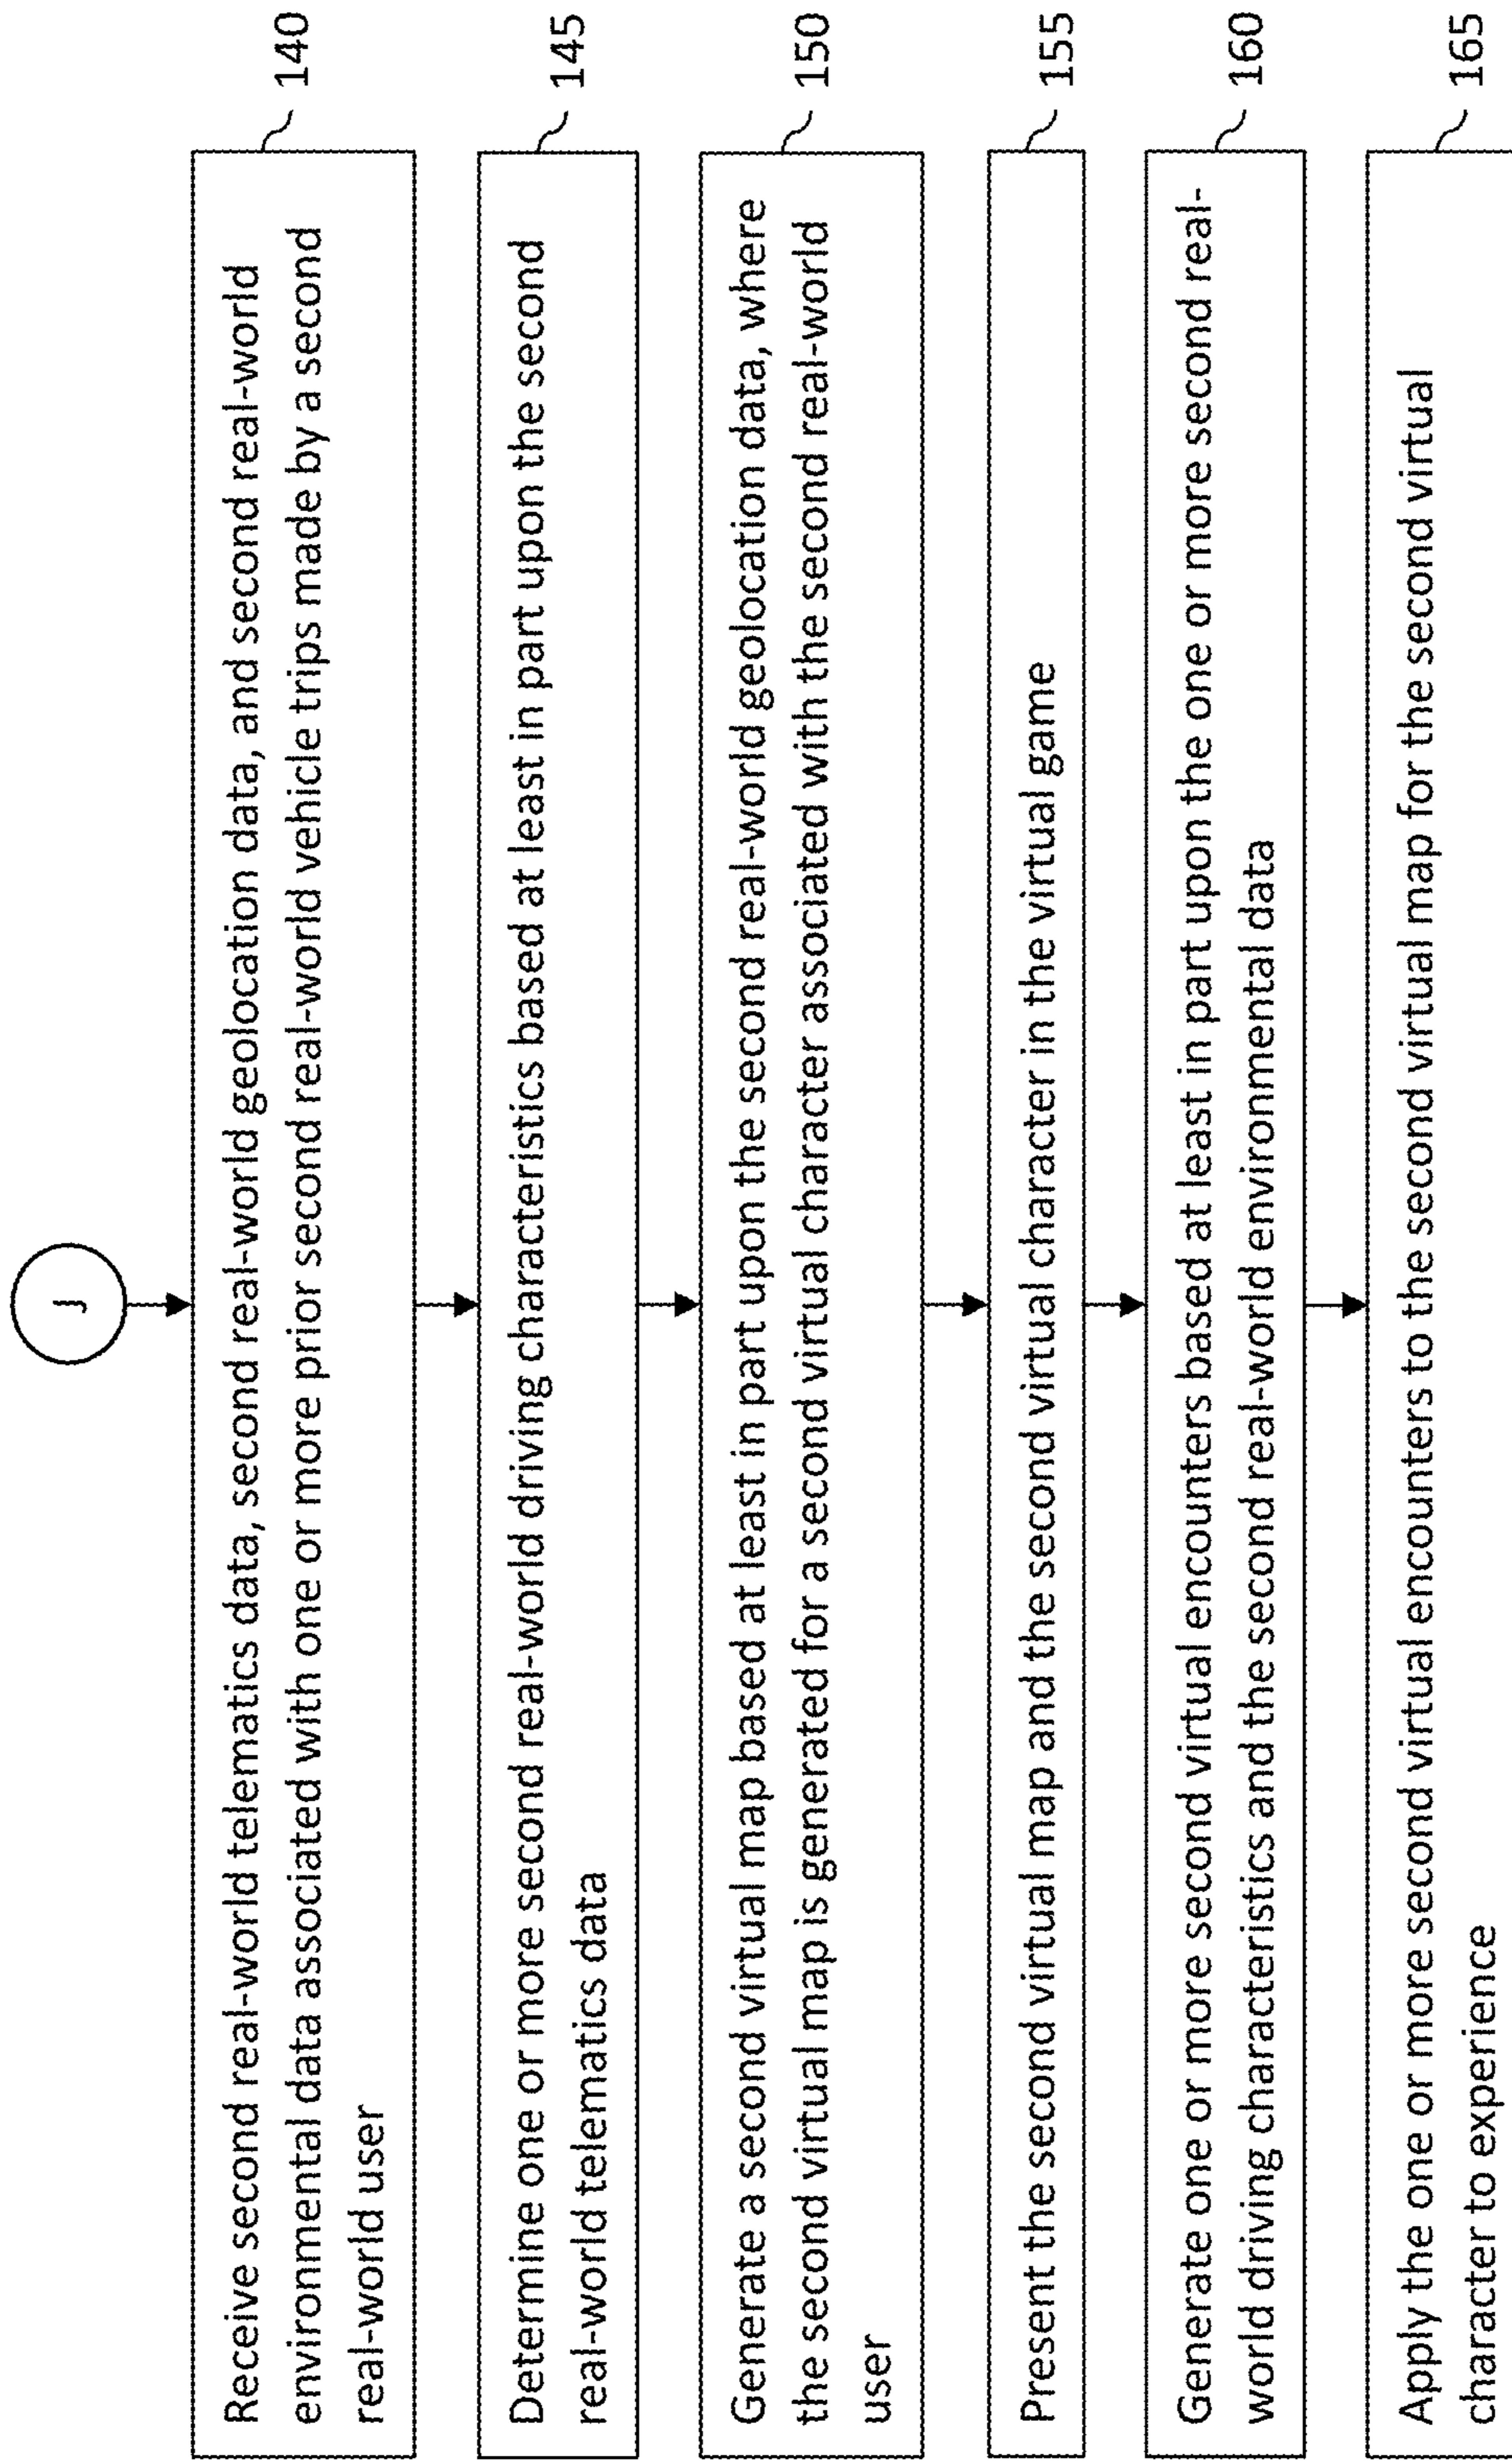 J
Receive second real-world telematics data, second real-world geolocation data, and second real-world
environmental data associated with one or more prior second real-world vehicle trips made by a second
real-world user
140
Determine one or more second real-world driving characteristics based at least in part upon the second
real-world telematics data
145
Generate a second virtual map based at least in part upon the second real-world geolocation data, where
the second virtual map is generated for a second virtual character associated with the second real-world
user
150
Present the second virtual map and the second virtual character in the virtual game
155
Generate one or more second virtual encounters based at least in part upon the one or more second real-
world driving characteristics and the second real-world environmental data
160
Apply the one or more second virtual encounters to the second virtual map for the second virtual
character to experience
165